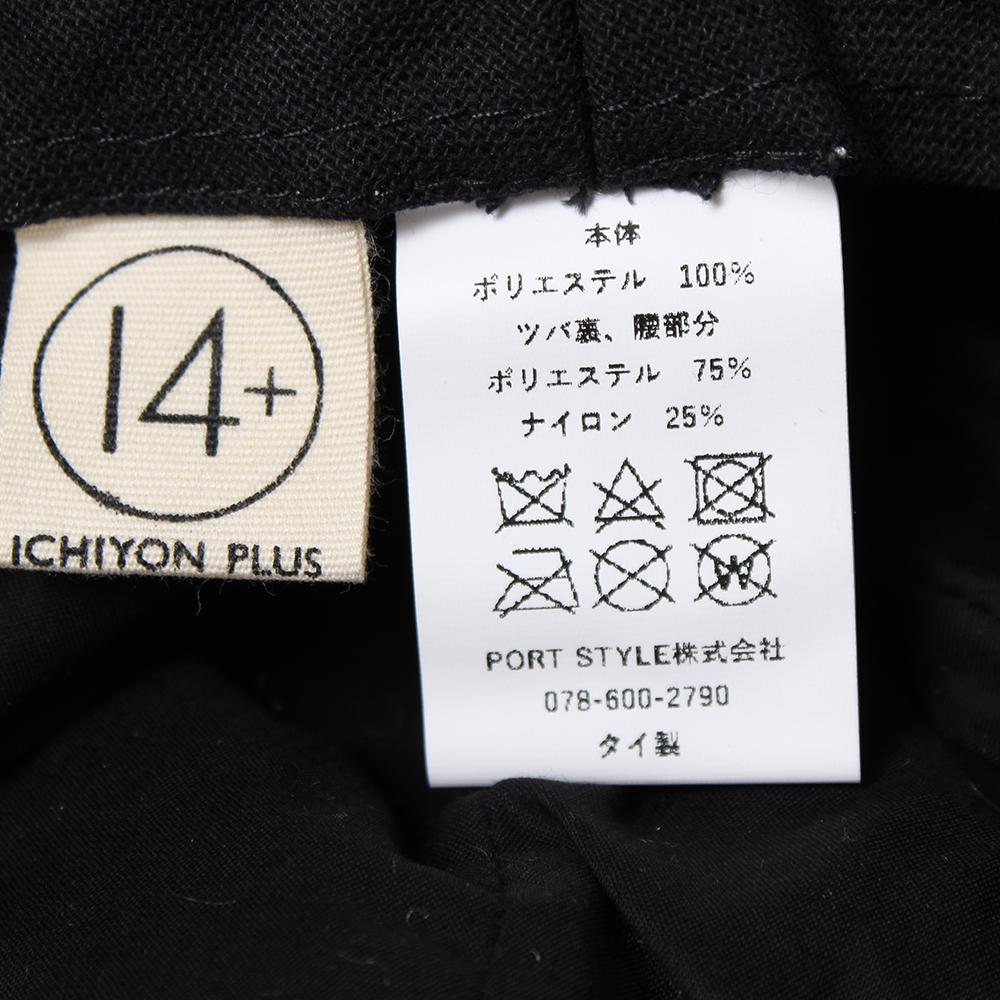 14+
ICHIYON PLUS
本体
ポリエステル 100%
ツバ裏、腰部分
ポリエステル 75%
ナイロン 25%
W
PORT STYLE株式会社
078-600-2790
タイ製